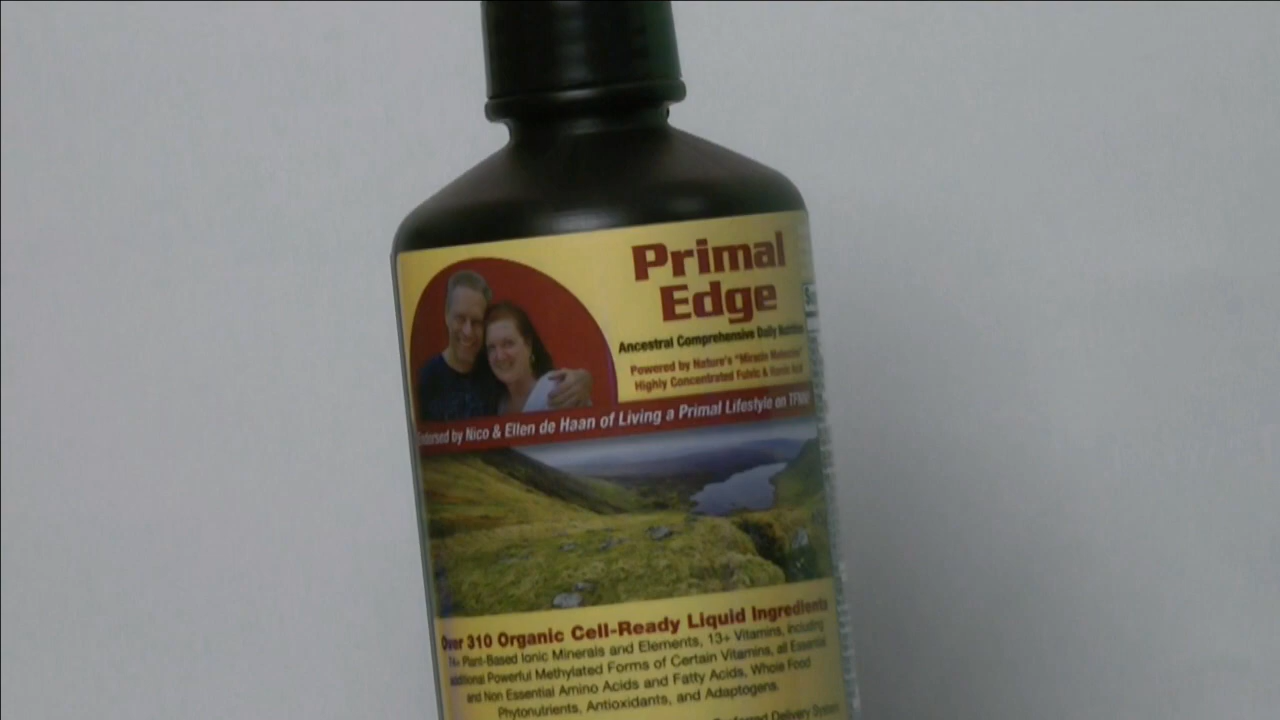 Primal
Edge
Ancestral Comprehensive Daily Nutrition
Powered by Nature's "Miracle Molecule"
Highly Concentrated Fulvic & Humic Acid
Endorsed by Nico & Ellen de Haan of Living a Primal Lifestyle on
Over 310 Organic Cell-Ready Liquid Ingredients
Plant-Based Ionic Minerals and Elements, 13+ Vitamins, including
Powerful Methylated Forms of Certain Vitamins, all Essential
and Non Essential Amino Acids and Fatty Acids, Whole Food
Phytonutrients, Antioxidants, and Adaptogens.
Preferred Delivery System